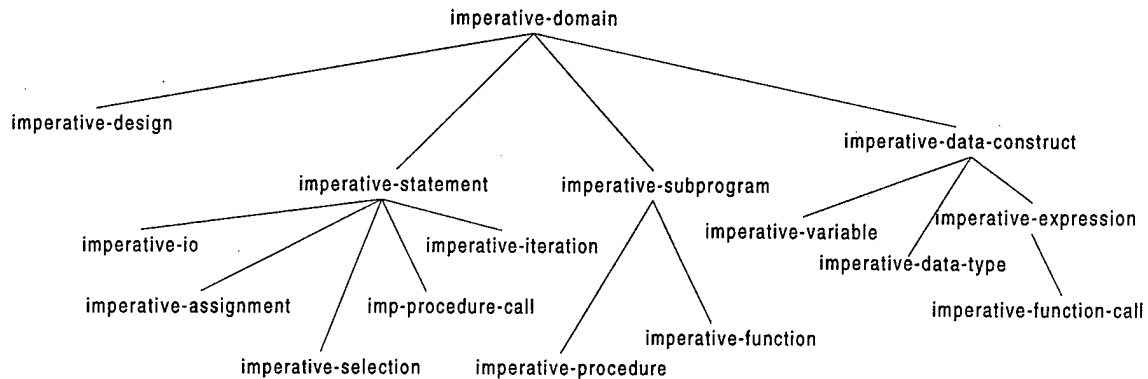 imperative-domain
imperative-design
imperative-data-construct
imperative-statement
imperative-subprogram
imperative-variable
imperative-expression
imperative-io
imperative-iteration
imperative-data-type
imperative-assignment
imp-procedure-call
imperative-function-call
imperative-function
imperative-selection
imperative-procedure